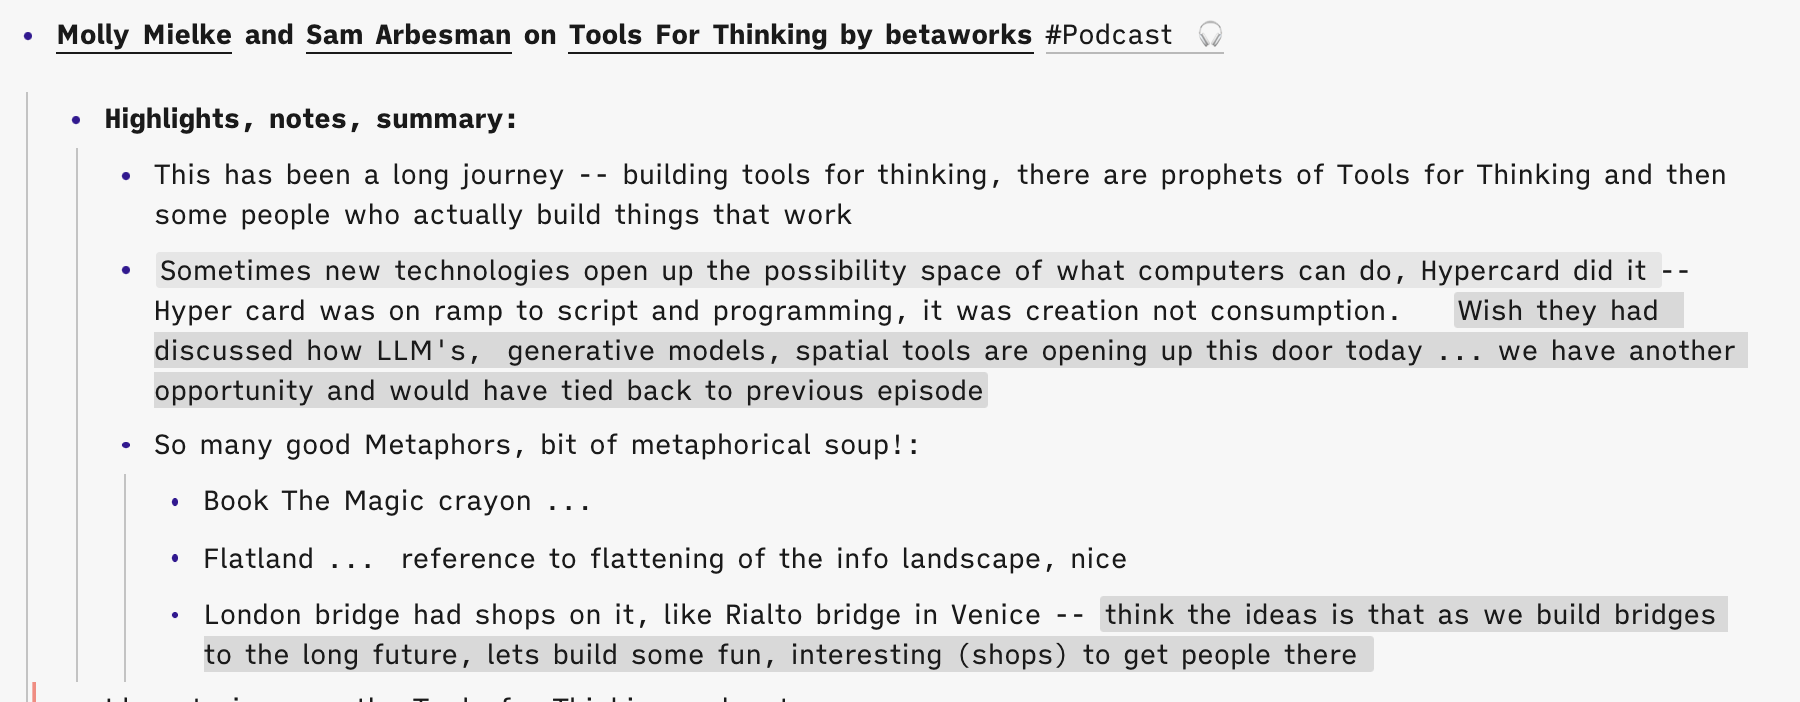 Molly Mielke and Sam Arbesman on Tools For Thinking by betaworks #Podcast 🎧
Highlights, notes, summary:
This has been a long journey -- building tools for thinking, there are prophets of Tools for Thinking and then
some people who actually build things that work
Sometimes new technologies open up the possibility space of what computers can do, Hypercard did it --
Hyper card was on ramp to script and programming, it was creation not consumption. Wish they had
discussed how LLM's, generative models, spatial tools are opening up this door today ... we have another
opportunity and would have tied back to previous episode
So many good Metaphors, bit of metaphorical soup!:
Book The Magic crayon ...
Flatland ... reference to flattening of the info landscape, nice
London bridge had shops on it, like Rialto bridge in Venice -- think the ideas is that as we build bridges
to the long future, lets build some fun, interesting (shops) to get people there